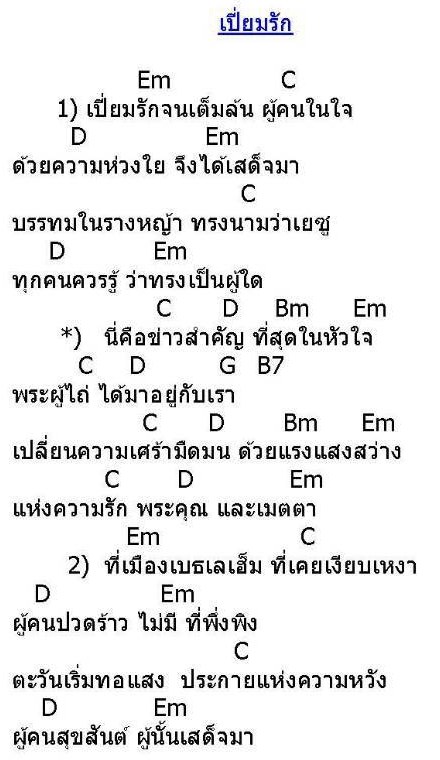 เปี่ยมรัก
Em C
1) เปี่ยมรักจนเต็มล้น ผู้คนในใจ
D Em
ด้วยความห่วงใย จึงได้เสด็จมา
C
บรรทมในรางหญ้า ทรงนามว่าเยซู
D Em
ทุกคนควรรู้ ว่าทรงเป็นผู้ใด
C D Bm Em
*) นี่คือข่าวสำคัญ ที่สุดในหัวใจ
C D G B7
พระผู้ไถ่ ได้มาอยู่กับเรา
C D Bm Em
เปลี่ยนความเศร้ามืดมน ด้วยแรงแสงสว่าง
C D Em
แห่งความรัก พระคุณ และเมตตา
Em C
2) ที่เมืองเบธเลเฮ็ม ที่เคยเงียบเหงา
D Em
ผู้คนปวดร้าว ไม่มี ที่พึ่งพิง
C
ตะวันเริ่มทอแสง ประกายแห่งความหวัง
D Em
ผู้คนสุขสันต์ ผู้นั้นเสด็จมา